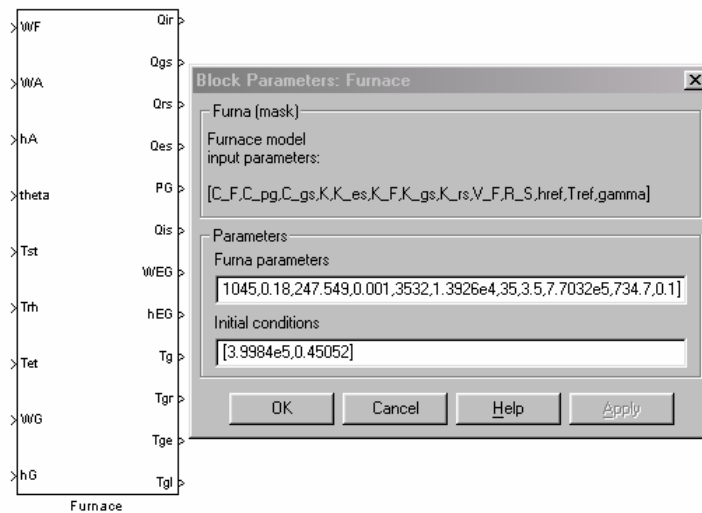 WF
WA
hA
theta
Tst
Trh
Tet
WG
hG
Qir
Qgs
Qrs
Qes
PG
Qis
WEG
hEG
Tg
Tgr
Tge
Tgl
Furnace
Block Parameters: Furnace
Furna (mask)
Furnace model
input parameters:
[C_F,C_pg,C_gs,K,K_es,K_F,K_gs,K_rs,V_F,R_S,href,Tref,gamma]
Parameters
Furna parameters
1045,0.18,247.549,0.001,3532,1.3926e4,35,3.5,7.7032e5,734.7,0.1]
Initial conditions
[3.9984e5,0.45052]
OK
Cancel
Help
Apply